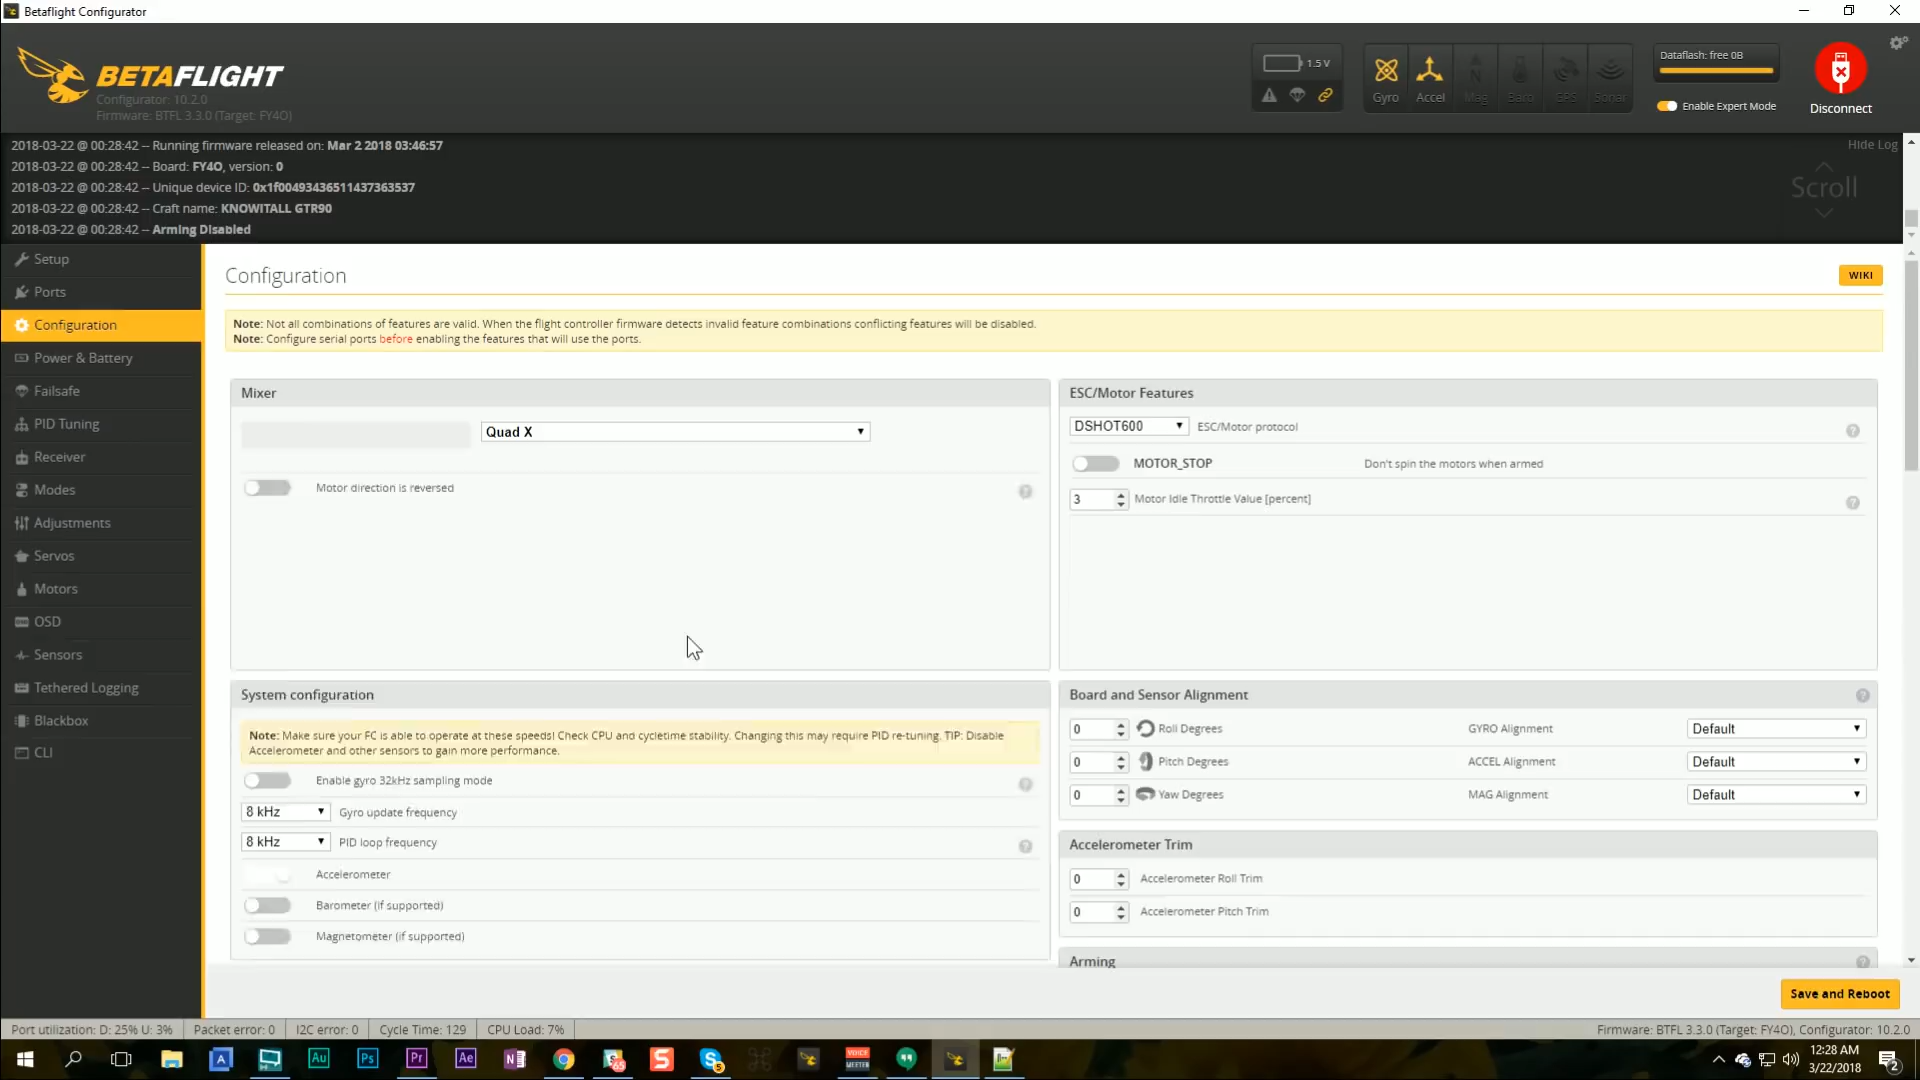 Betaflight Configurator
BETAFLIGHT
Configurator: 10.2.0
Firmware: BTFL 3.3.0 (Target: FY4O)
1.5 V
Gyro
Accel
Mag
Baro
GPS
Sonar
Dataflash: free 0B
Enable Expert Mode
Disconnect
2018-03-22 @ 00:28:42 -- Running firmware released on: Mar 2 2018 03:46:57
2018-03-22 @ 00:28:42 -- Board: FY4O, version: 0
2018-03-22 @ 00:28:42 -- Unique device ID: 0x1f00493436511437363537
2018-03-22 @ 00:28:42 -- Craft name: KNOWITALL GTR90
2018-03-22 @ 00:28:42 -- Arming Disabled
Hide Log
Scroll
Setup
Ports
Configuration
Power & Battery
Failsafe
PID Tuning
Receiver
Modes
Adjustments
Servos
Motors
OSD
Sensors
Tethered Logging
Blackbox
CLI
Configuration
WIKI
Note: Not all combinations of features are valid. When the flight controller firmware detects invalid feature combinations conflicting features will be disabled.
Note: Configure serial ports before enabling the features that will use the ports.
Mixer
Quad X
Motor direction is reversed
ESC/Motor Features
DSHOT600 ESC/Motor protocol
MOTOR_STOP Don't spin the motors when armed
3 Motor Idle Throttle Value [percent]
System configuration
Note: Make sure your FC is able to operate at these speeds! Check CPU and cycletime stability. Changing this may require PID re-tuning. TIP: Disable
Accelerometer and other sensors to gain more performance.
Enable gyro 32kHz sampling mode
8 kHz Gyro update frequency
8 kHz PID loop frequency
Accelerometer
Barometer (if supported)
Magnetometer (if supported)
Board and Sensor Alignment
0 Roll Degrees GYRO Alignment Default
0 Pitch Degrees ACCEL Alignment Default
0 Yaw Degrees MAG Alignment Default
Accelerometer Trim
0 Accelerometer Roll Trim
0 Accelerometer Pitch Trim
Arming
Save and Reboot
Port utilization: D: 25% U: 3% Packet error: 0 I2C error: 0 Cycle Time: 129 CPU Load: 7% Firmware: BTFL 3.3.0 (Target: FY4O), Configurator: 10.2.0
A Au Ps Pr Ae N 65 S 5 VOICE MEETER
12:28 AM
3/22/2018
2